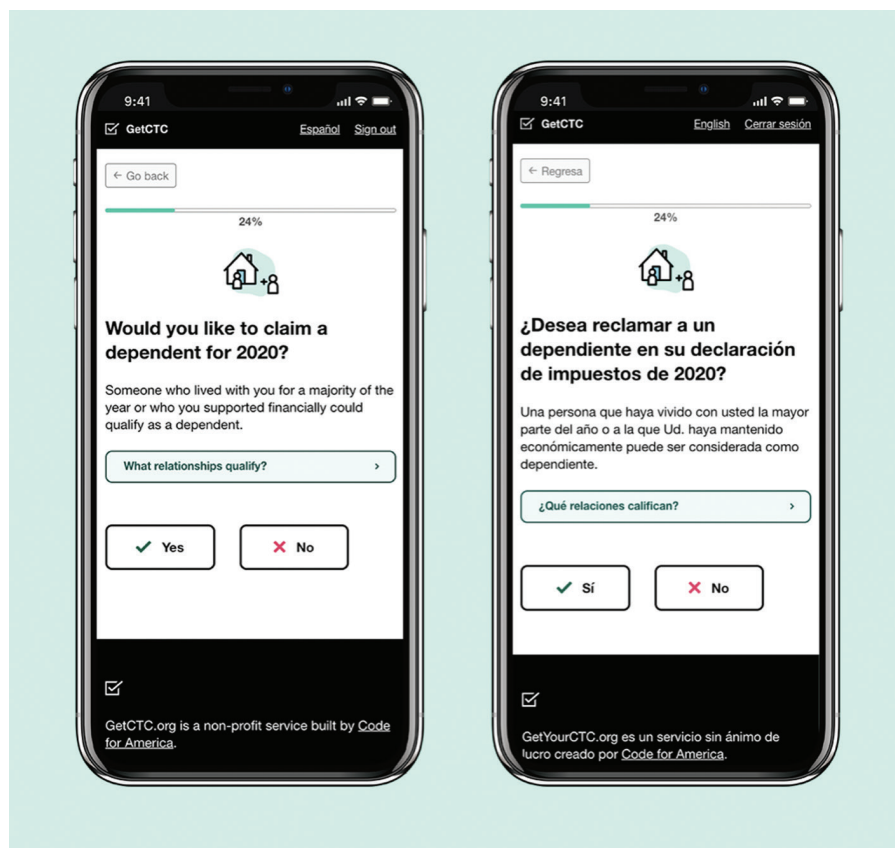 9:41
GetCTC Español Sign out
← Go back
24%
Would you like to claim a
dependent for 2020?
Someone who lived with you for a majority of the
year or who you supported financially could
qualify as a dependent.
What relationships qualify? ›
Yes No
GetCTC.org is a non-profit service built by Code
for America.
9:41
GetCTC English Cerrar sesión
← Regresa
24%
¿Desea reclamar a un
dependiente en su declaración
de impuestos de 2020?
Una persona que haya vivido con usted la mayor
parte del año o a la que Ud. haya mantenido
económicamente puede ser considerada como
dependiente.
¿Qué relaciones califican? ›
Sí No
GetYourCTC.org es un servicio sin ánimo de
lucro creado por Code for America.